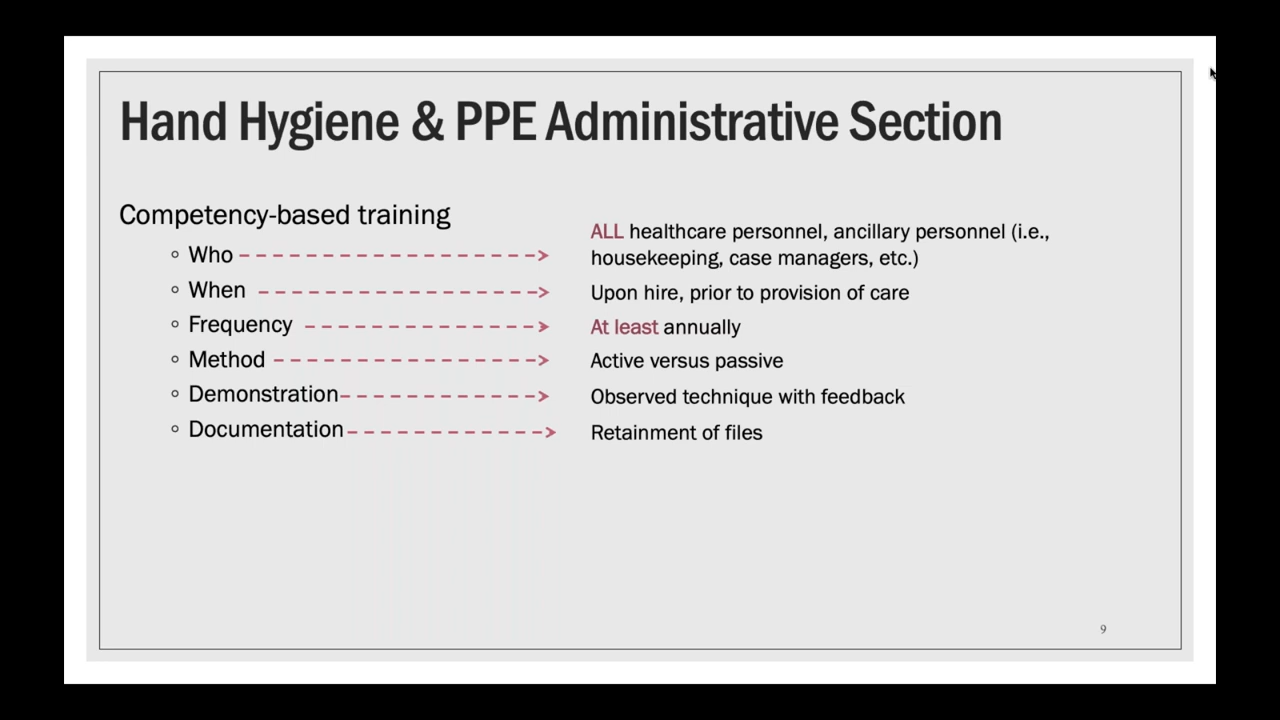 Hand Hygiene & PPE Administrative Section
Competency-based training
Who
ALL healthcare personnel, ancillary personnel (i.e.,
housekeeping, case managers, etc.)
When
Upon hire, prior to provision of care
Frequency
At least annually
Method
Active versus passive
Demonstration
Observed technique with feedback
Documentation
Retainment of files
9